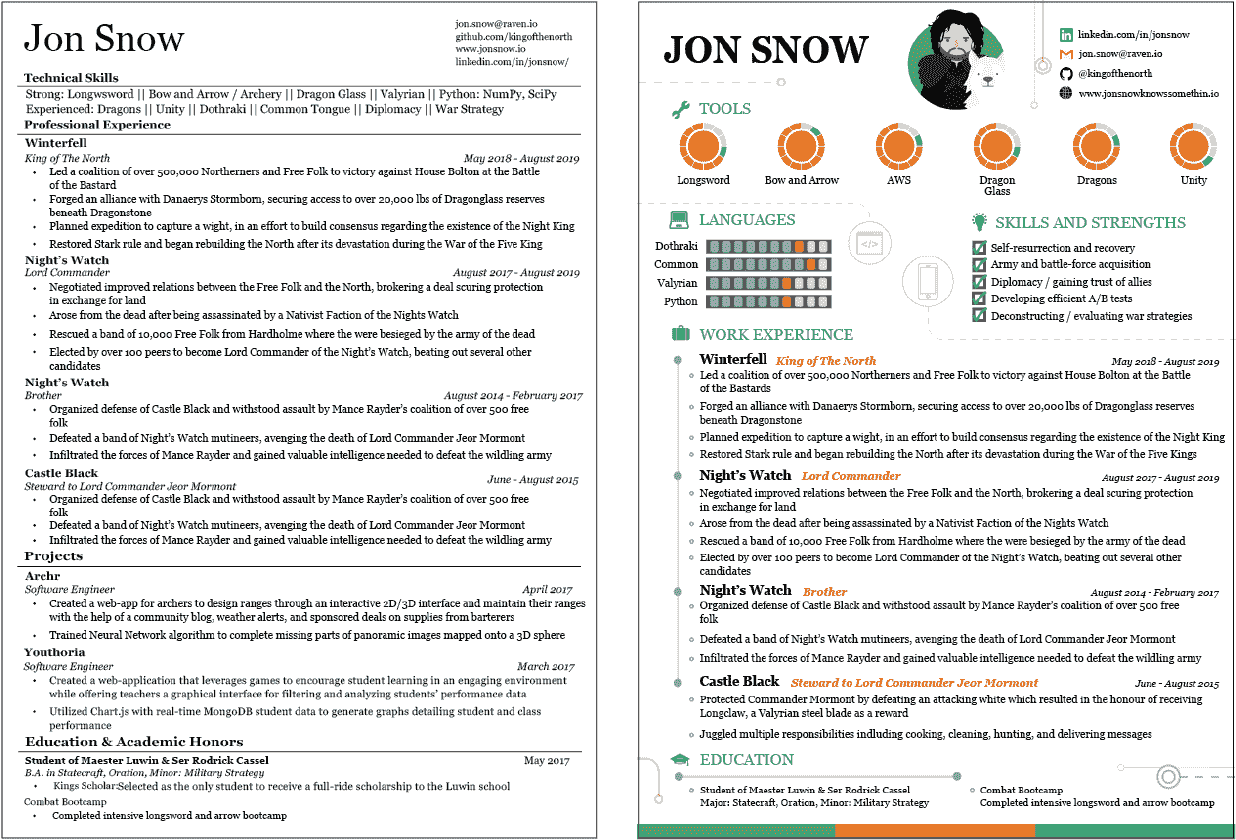 Jon Snow
jon.snow@raven.io
github.com/kingofthenorth
www.jonsnow.io
linkedin.com/in/jonsnow/
Technical Skills
Strong: Longwsword || Bow and Arrow / Archery || Dragon Glass || Valyrian || Python: NumPy, SciPy
Experienced: Dragons || Unity || Dothraki || Common Tongue || Diplomacy || War Strategy
Professional Experience
Winterfell
King of The North May 2018 - August 2019
• Led a coalition of over 500,000 Northerners and Free Folk to victory against House Bolton at the Battle
of the Bastard
• Forged an alliance with Danaerys Stormborn, securing access to over 20,000 lbs of Dragonglass reserves
beneath Dragonstone
• Planned expedition to capture a wight, in an effort to build consensus regarding the existence of the Night King
• Restored Stark rule and began rebuilding the North after its devastation during the War of the Five King
Night's Watch
Lord Commander August 2017 - August 2019
• Negotiated improved relations between the Free Folk and the North, brokering a deal scuring protection
in exchange for land
• Arose from the dead after being assassinated by a Nativist Faction of the Nights Watch
• Rescued a band of 10,000 Free Folk from Hardholme where the were besieged by the army of the dead
• Elected by over 100 peers to become Lord Commander of the Night's Watch, beating out several other
candidates
Night's Watch
Brother August 2014 - February 2017
• Organized defense of Castle Black and withstood assault by Mance Rayder's coalition of over 500 free
folk
• Defeated a band of Night's Watch mutineers, avenging the death of Lord Commander Jeor Mormont
• Infiltrated the forces of Mance Rayder and gained valuable intelligence needed to defeat the wildling army
Castle Black
Steward to Lord Commander Jeor Mormont June - August 2015
• Organized defense of Castle Black and withstood assault by Mance Rayder's coalition of over 500 free
folk
• Defeated a band of Night's Watch mutineers, avenging the death of Lord Commander Jeor Mormont
• Infiltrated the forces of Mance Rayder and gained valuable intelligence needed to defeat the wildling army
Projects
Archr
Software Engineer April 2017
• Created a web-app for archers to design ranges through an interactive 2D/3D interface and maintain their ranges
with the help of a community blog, weather alerts, and sponsored deals on supplies from barterers
• Trained Neural Network algorithm to complete missing parts of panoramic images mapped onto a 3D sphere
Youthoria
Software Engineer March 2017
• Created a web-application that leverages games to encourage student learning in an engaging environment
while offering teachers a graphical interface for filtering and analyzing students' performance data
• Utilized Chart.js with real-time MongoDB student data to generate graphs detailing student and class
performance
Education & Academic Honors
Student of Maester Luwin & Ser Rodrick Cassel May 2017
B.A. in Statecraft, Oration, Minor: Military Strategy
• Kings Scholar:Selected as the only student to receive a full-ride scholarship to the Luwin school
Combat Bootcamp
• Completed intensive longsword and arrow bootcamp
JON SNOW
linkedin.com/in/jonsnow
jon.snow@raven.io
@kingofthenorth
www.jonsnowknowssomethin.io
TOOLS
Longsword
Bow and Arrow
AWS
Dragon
Glass
Dragons
Unity
LANGUAGES
Dothraki
Common
Valyrian
Python
</>
SKILLS AND STRENGTHS
Self-resurrection and recovery
Army and battle-force acquisition
Diplomacy / gaining trust of allies
Developing efficient A/B tests
Deconstructing / evaluating war strategies
WORK EXPERIENCE
Winterfell King of The North May 2018 - August 2019
Led a coalition of over 500,000 Northerners and Free Folk to victory against House Bolton at the Battle
of the Bastards
Forged an alliance with Danaerys Stormborn, securing access to over 20,000 lbs of Dragonglass reserves
beneath Dragonstone
Planned expedition to capture a wight, in an effort to build consensus regarding the existence of the Night King
Restored Stark rule and began rebuilding the North after its devastation during the War of the Five Kings
Night's Watch Lord Commander August 2017 - August 2019
Negotiated improved relations between the Free Folk and the North, brokering a deal scuring protection
in exchange for land
Arose from the dead after being assassinated by a Nativist Faction of the Nights Watch
Rescued a band of 10,000 Free Folk from Hardholme where the were besieged by the army of the dead
Elected by over 100 peers to become Lord Commander of the Night's Watch, beating out several other
candidates
Night's Watch Brother August 2014 - February 2017
Organized defense of Castle Black and withstood assault by Mance Rayder's coalition of over 500 free
folk
Defeated a band of Night's Watch mutineers, avenging the death of Lord Commander Jeor Mormont
Infiltrated the forces of Mance Rayder and gained valuable intelligence needed to defeat the wildling army
Castle Black Steward to Lord Commander Jeor Mormont June - August 2015
Protected Commander Mormont by defeating an attacking white which resulted in the honour of receiving
Longclaw, a Valyrian steel blade as a reward
Juggled multiple responsibilities indluding cooking, cleaning, hunting, and delivering messages
EDUCATION
Student of Maester Luwin & Ser Rodrick Cassel
Major: Statecraft, Oration, Minor: Military Strategy
Combat Bootcamp
Completed intensive longsword and arrow bootcamp